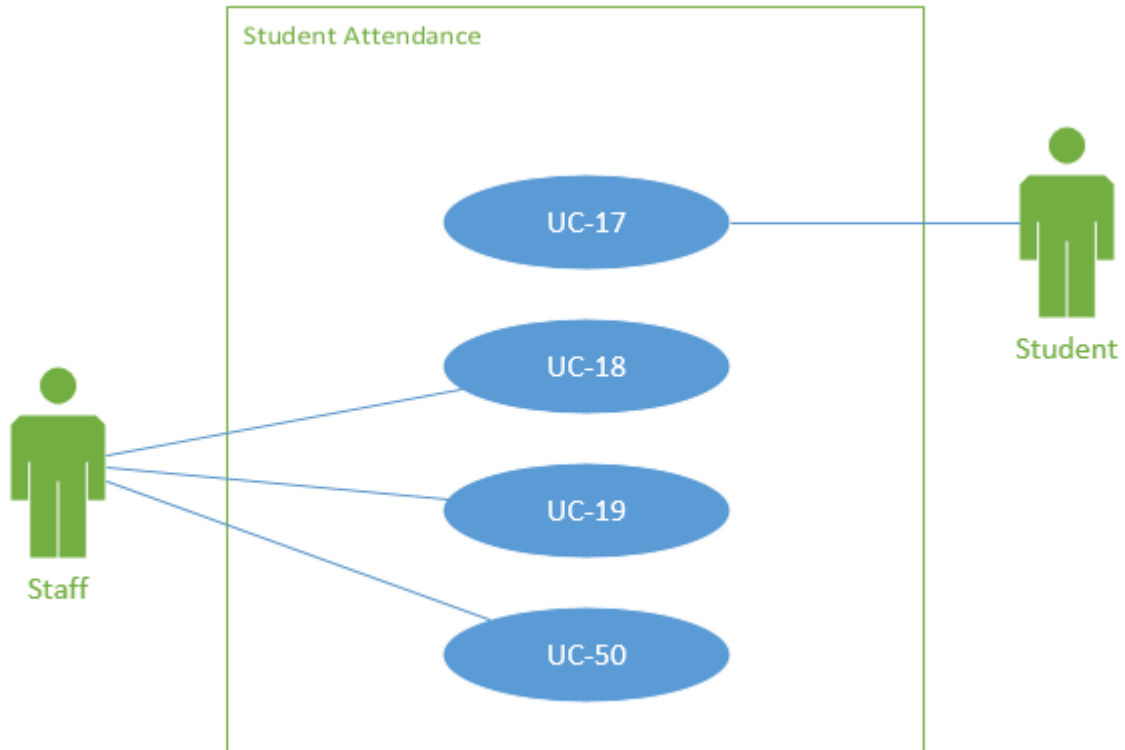 Student Attendance
UC-17
Student
UC-18
UC-19
Staff
UC-50